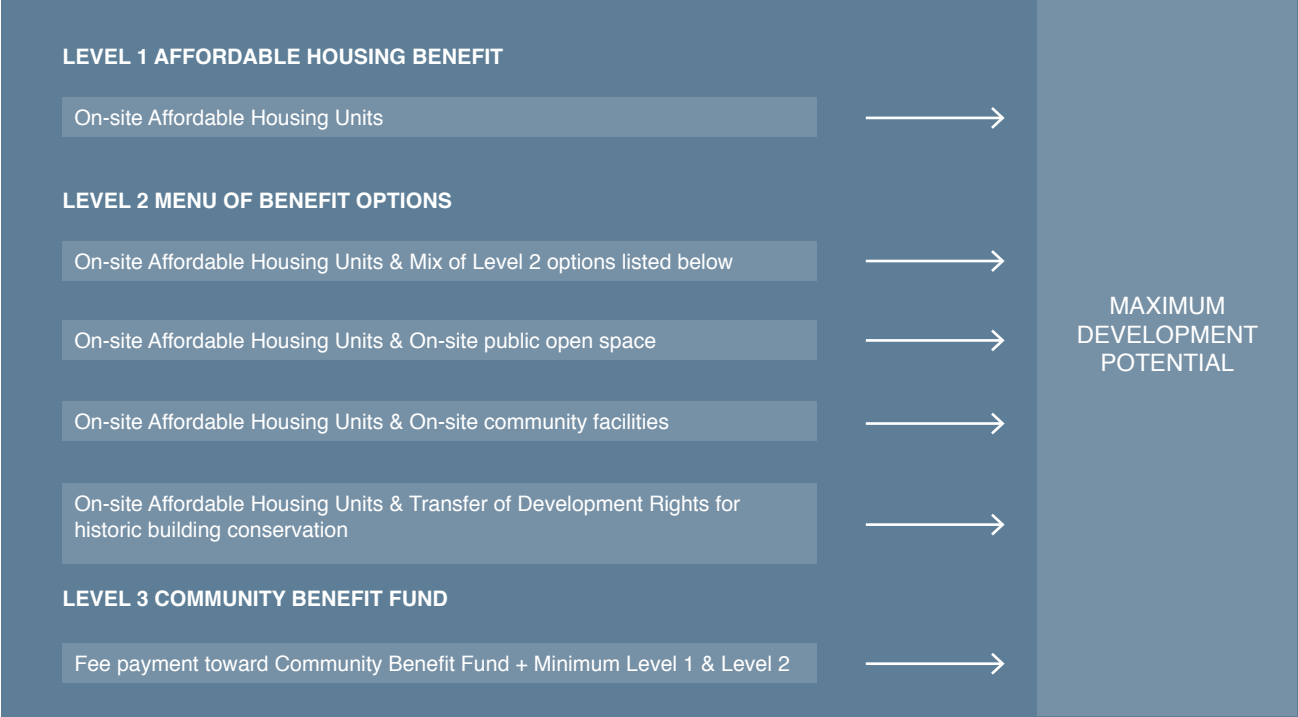 LEVEL 1 AFFORDABLE HOUSING BENEFIT
On-site Affordable Housing Units
LEVEL 2 MENU OF BENEFIT OPTIONS
On-site Affordable Housing Units & Mix of Level 2 options listed below
On-site Affordable Housing Units & On-site public open space
On-site Affordable Housing Units & On-site community facilities
On-site Affordable Housing Units & Transfer of Development Rights for
historic building conservation
LEVEL 3 COMMUNITY BENEFIT FUND
Fee payment toward Community Benefit Fund + Minimum Level 1 & Level 2
MAXIMUM
DEVELOPMENT
POTENTIAL